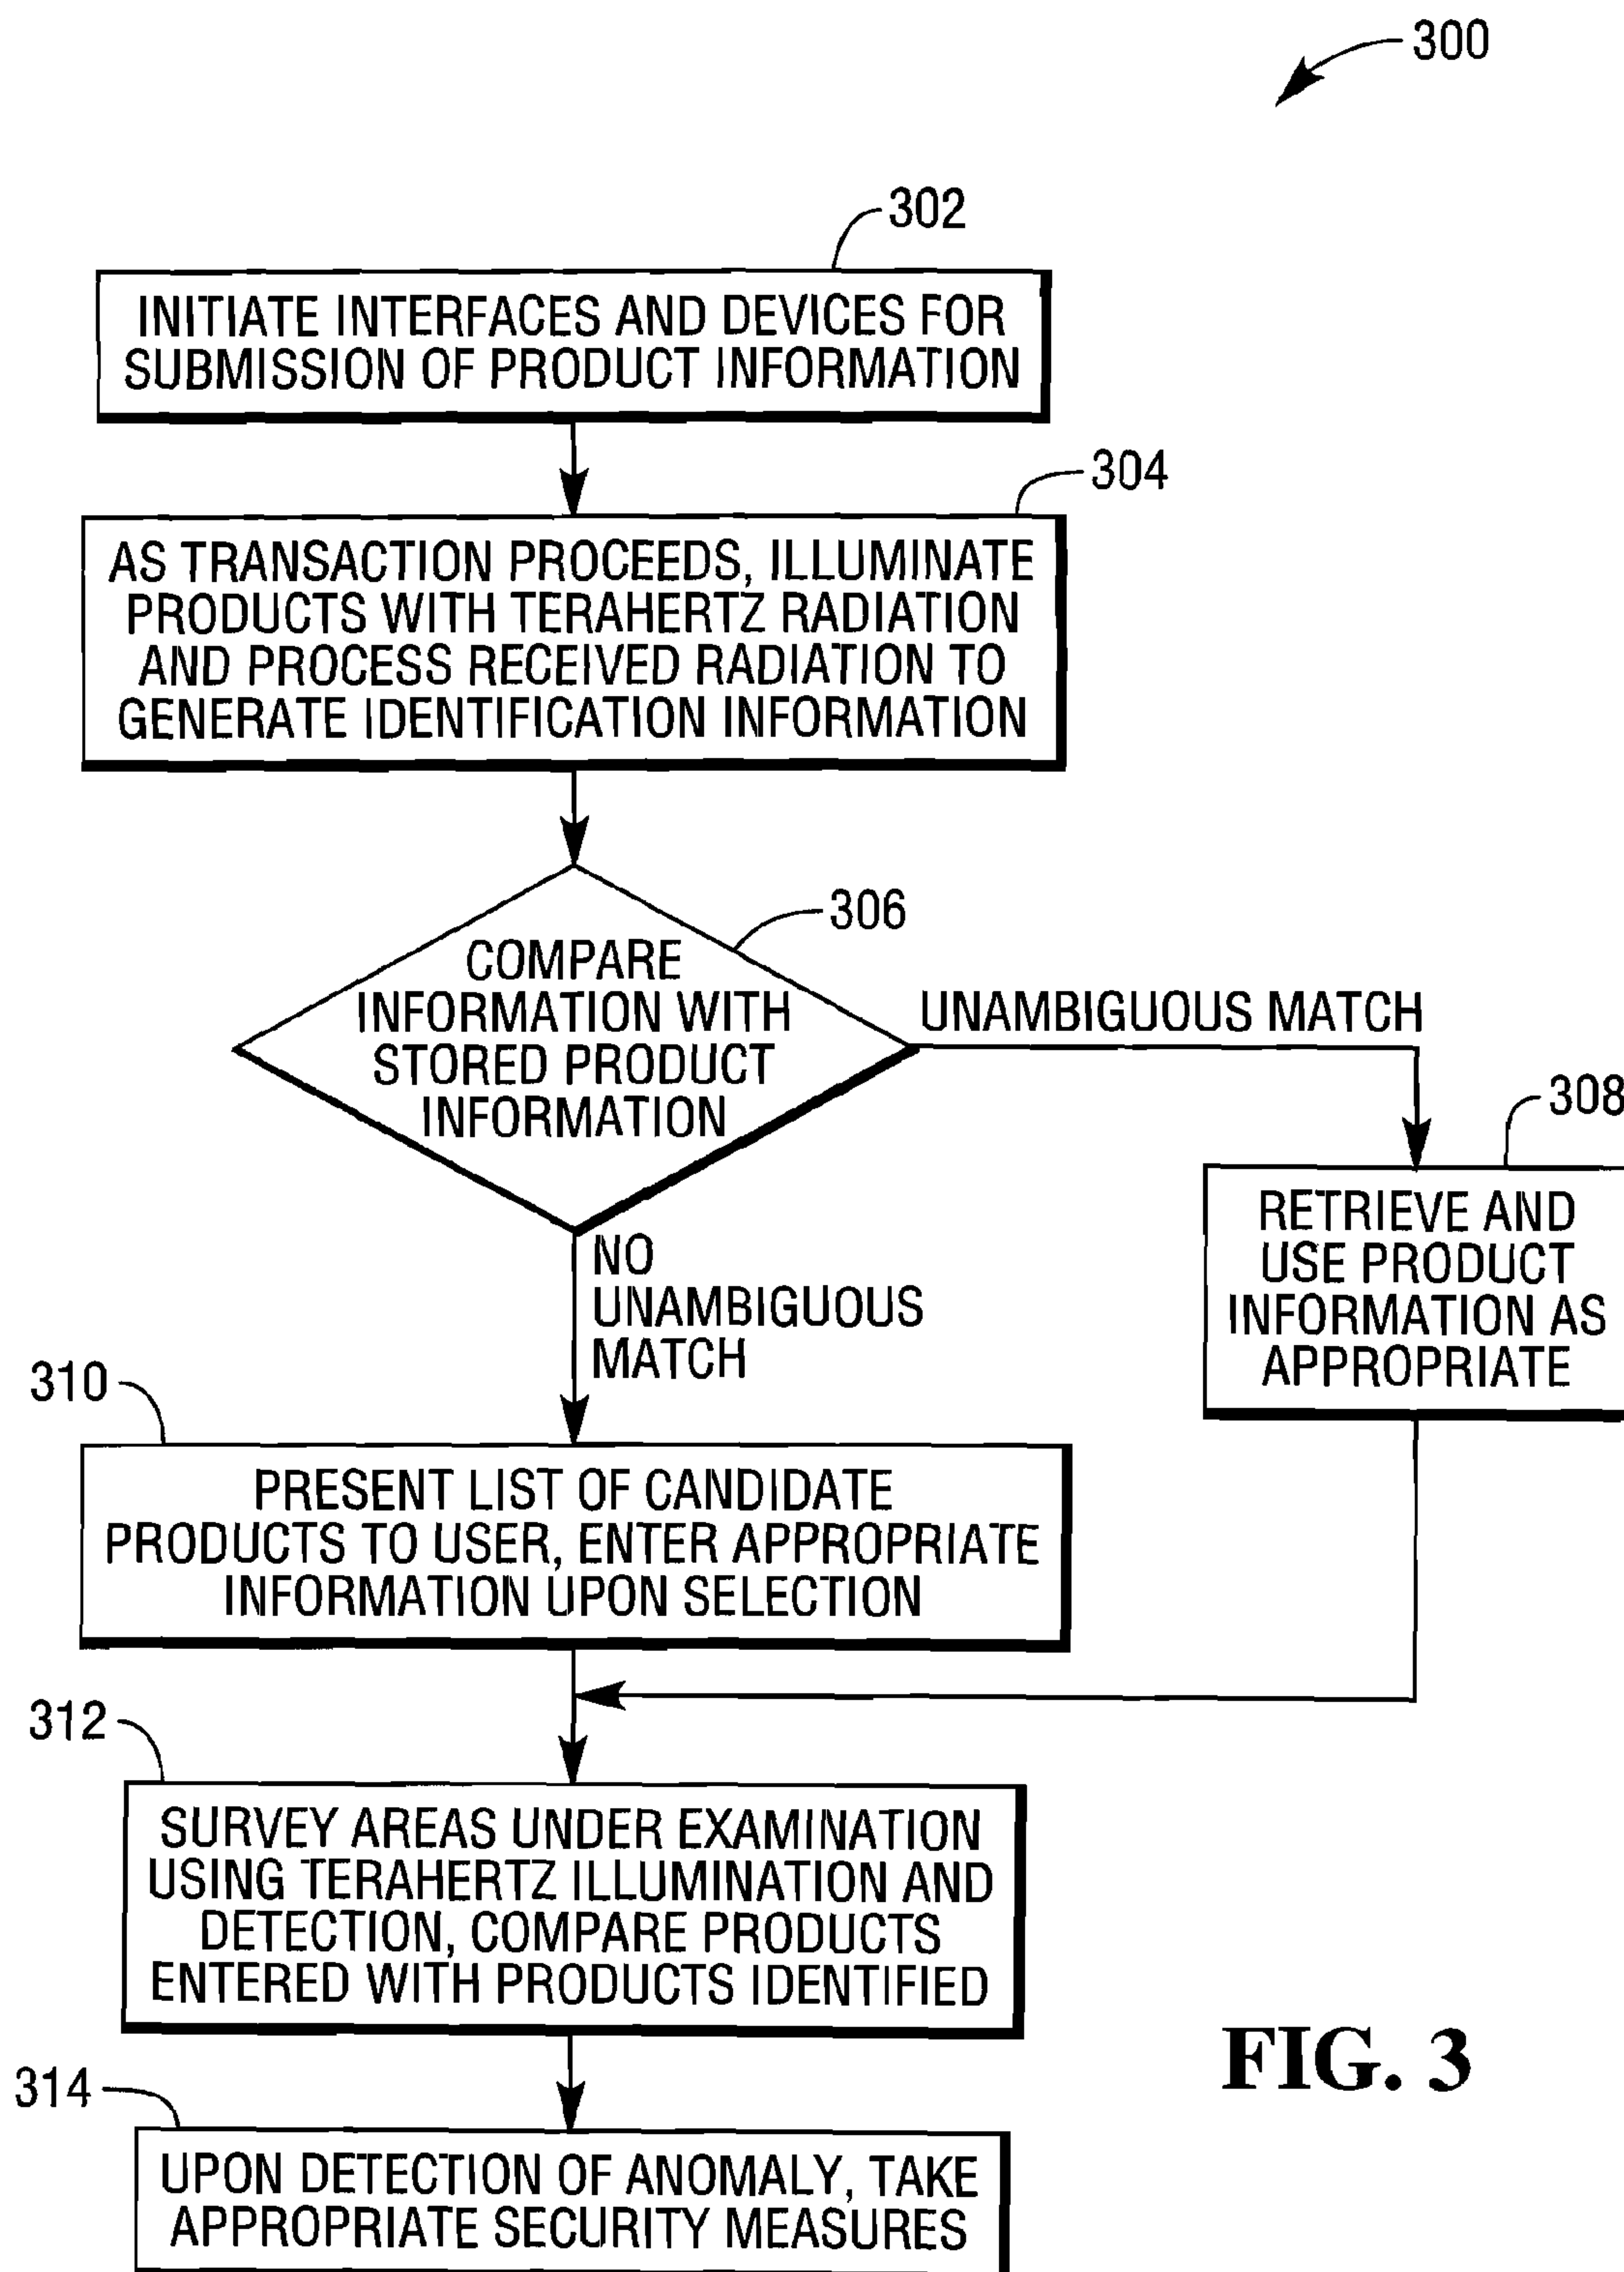 300
302
INITIATE INTERFACES AND DEVICES FOR
SUBMISSION OF PRODUCT INFORMATION
304
AS TRANSACTION PROCEEDS, ILLUMINATE
PRODUCTS WITH TERAHERTZ RADIATION
AND PROCESS RECEIVED RADIATION TO
GENERATE IDENTIFICATION INFORMATION
306
COMPARE
INFORMATION WITH
STORED PRODUCT
INFORMATION
UNAMBIGUOUS MATCH
308
RETRIEVE AND
USE PRODUCT
INFORMATION AS
APPROPRIATE
NO
UNAMBIGUOUS
MATCH
310
PRESENT LIST OF CANDIDATE
PRODUCTS TO USER, ENTER APPROPRIATE
INFORMATION UPON SELECTION
312
SURVEY AREAS UNDER EXAMINATION
USING TERAHERTZ ILLUMINATION AND
DETECTION, COMPARE PRODUCTS
ENTERED WITH PRODUCTS IDENTIFIED
314
UPON DETECTION OF ANOMALY, TAKE
APPROPRIATE SECURITY MEASURES
FIG. 3